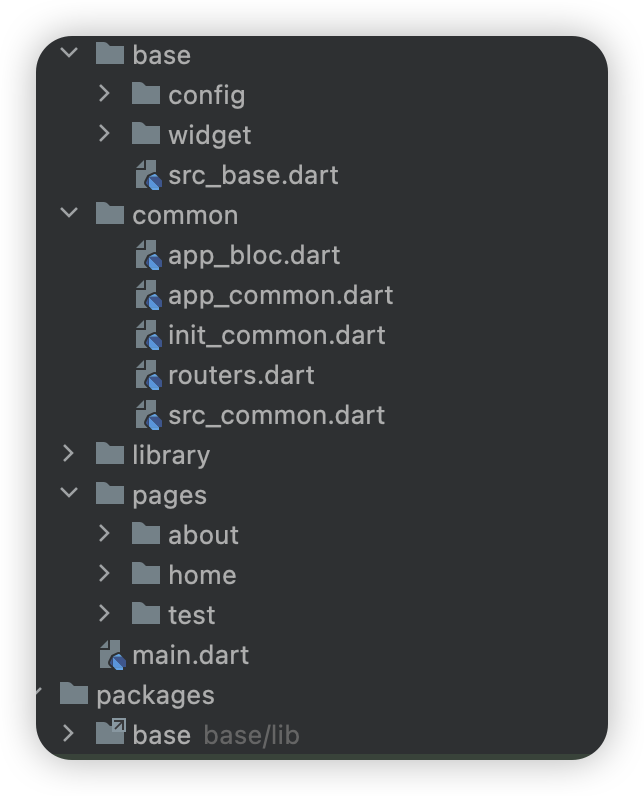 base
config
widget
src_base.dart
common
app_bloc.dart
app_common.dart
init_common.dart
routers.dart
src_common.dart
library
pages
about
home
test
main.dart
packages
base base/lib